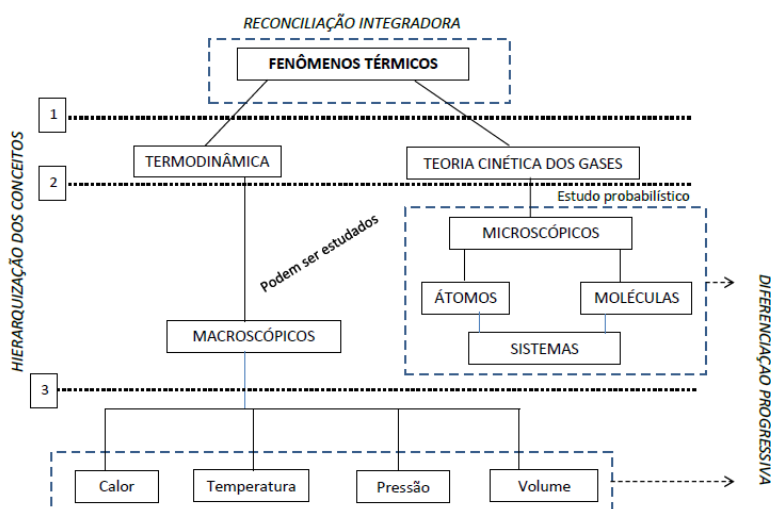 RECONCILIAÇÃO INTEGRADORA
FENÔMENOS TÉRMICOS
1
TERMODINÂMICA
TEORIA CINÉTICA DOS GASES
2
Estudo probabilístico
MICROSCÓPICOS
Podem ser estudados
ÁTOMOS
MOLÉCULAS
MACROSCÓPICOS
SISTEMAS
3
Calor
Temperatura
Pressão
Volume
HIERARQUIZAÇÃO DOS CONCEITOS
DIFERENCIAÇAO PROGRESSIVA